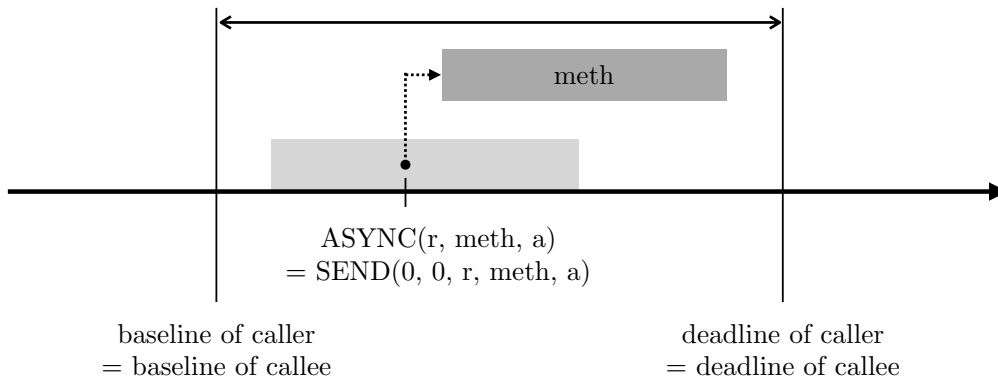 meth
ASYNC(r, meth, a)
= SEND(0, 0, r, meth, a)
baseline of caller
= baseline of callee
deadline of caller
= deadline of callee